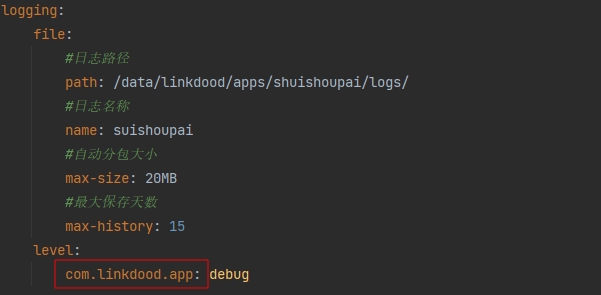 logging:
file:
#日志路径
path: /data/linkdood/apps/shuishoupai/logs/
#日志名称
name: suishoupai
#自动分包大小
max-size: 20MB
#最大保存天数
max-history: 15
level:
com.linkdood.app: debug